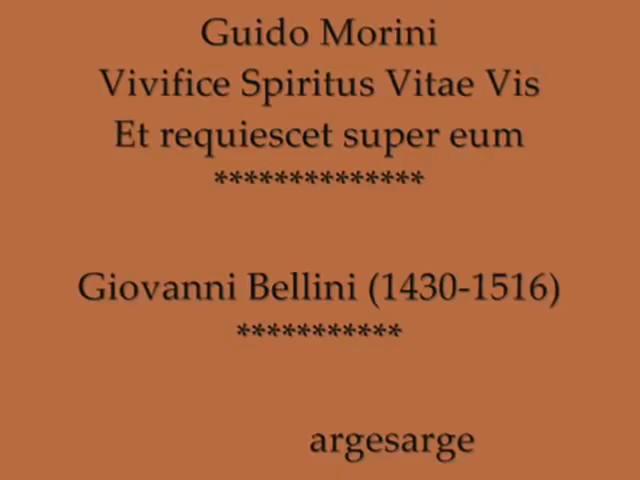 Guido Morini
Vivifice Spiritus Vitae Vis
Et requiescet super eum
**************
Giovanni Bellini (1430-1516)
***********
argesarge